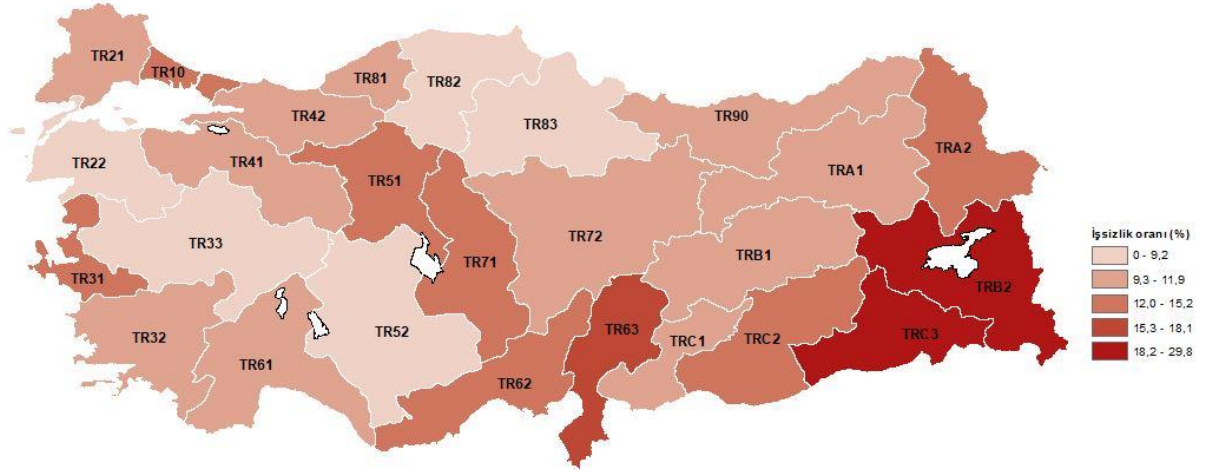 TR21
TR10
TR81
TR82
TR42
TR83
TR90
TR22
TR41
TR51
TRA1
TRA2
TR33
TR72
TRB1
TR71
TR31
TRB2
TR32
TR52
TR63
TRC1
TRC2
TRC3
TR61
TR62
İşsizlik oranı (%)
0 - 9,2
9,3 - 11,9
12,0 - 15,2
15,3 - 18,1
18,2 - 29,8